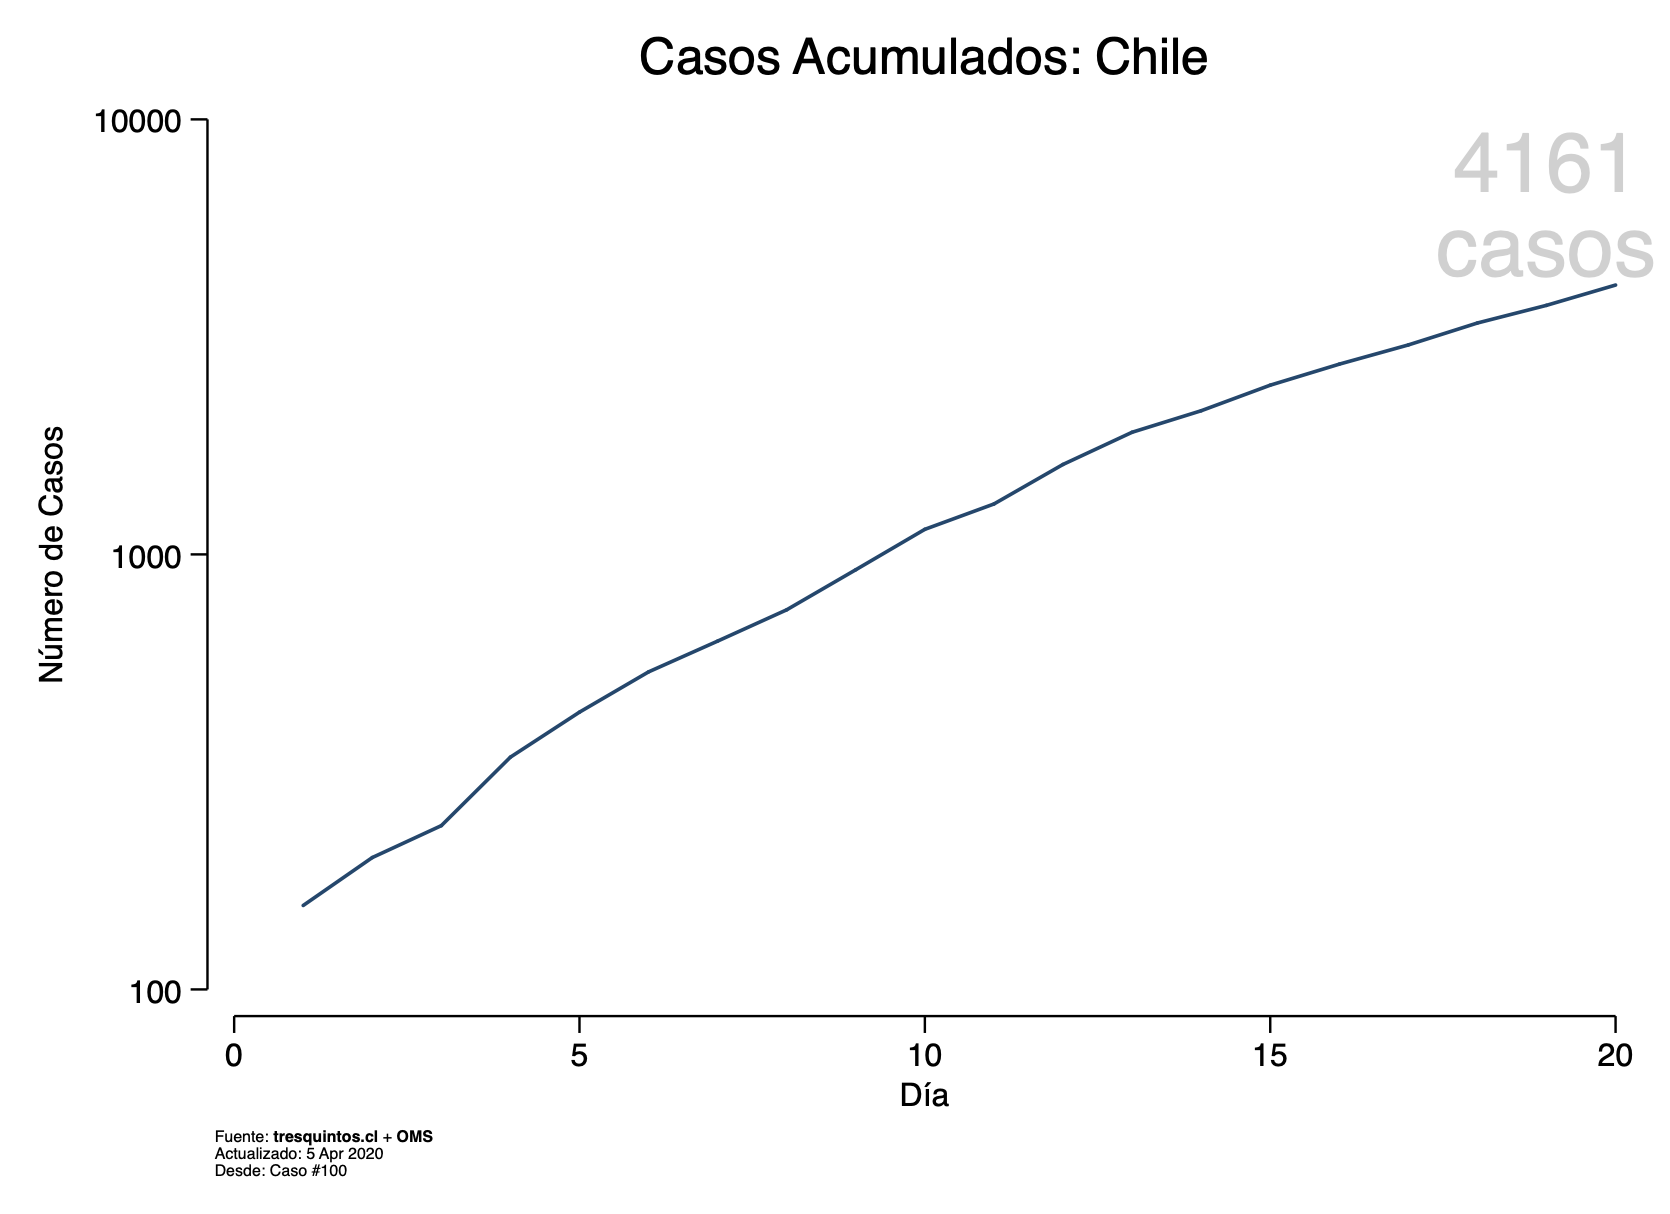 Casos Acumulados: Chile
10000
1000
100
Número de Casos
4161
casos
0 5 10 15 20
Día
Fuente: tresquintos.cl + OMS
Actualizado: 5 Apr 2020
Desde: Caso #100